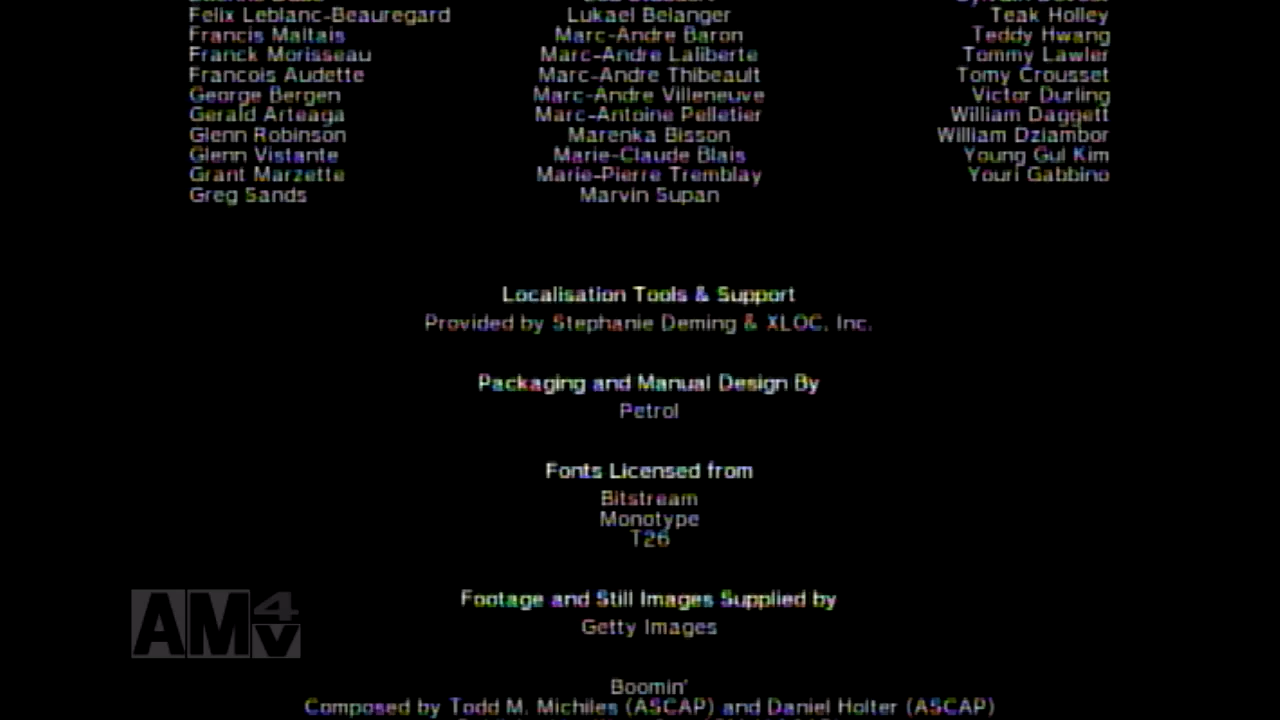 Felix Leblanc-Beauregard
Francis Maltais
Franck Morisseau
Francois Audette
George Bergen
Gerald Arteaga
Glenn Robinson
Glenn Vistante
Grant Marzette
Greg Sands
Lukael Belanger
Marc-Andre Baron
Marc-Andre Laliberte
Marc-Andre Thibeault
Marc-Andre Villeneuve
Marc-Antoine Pelletier
Marenka Bisson
Marie-Claude Blais
Marie-Pierre Tremblay
Marvin Supan
Teak Holley
Teddy Hwang
Tommy Lawler
Tomy Crousset
Victor Durling
William Daggett
William Dziambor
Young Gul Kim
Youri Gabbino
Localisation Tools & Support
Provided by Stephanie Deming & XLOC, Inc.
Packaging and Manual Design By
Petrol
Fonts Licensed from
Bitstream
Monotype
T26
Footage and Still Images Supplied by
Getty Images
AM4V
Boomin'
Composed by Todd M. Michiles (ASCAP) and Daniel Holter (ASCAP)